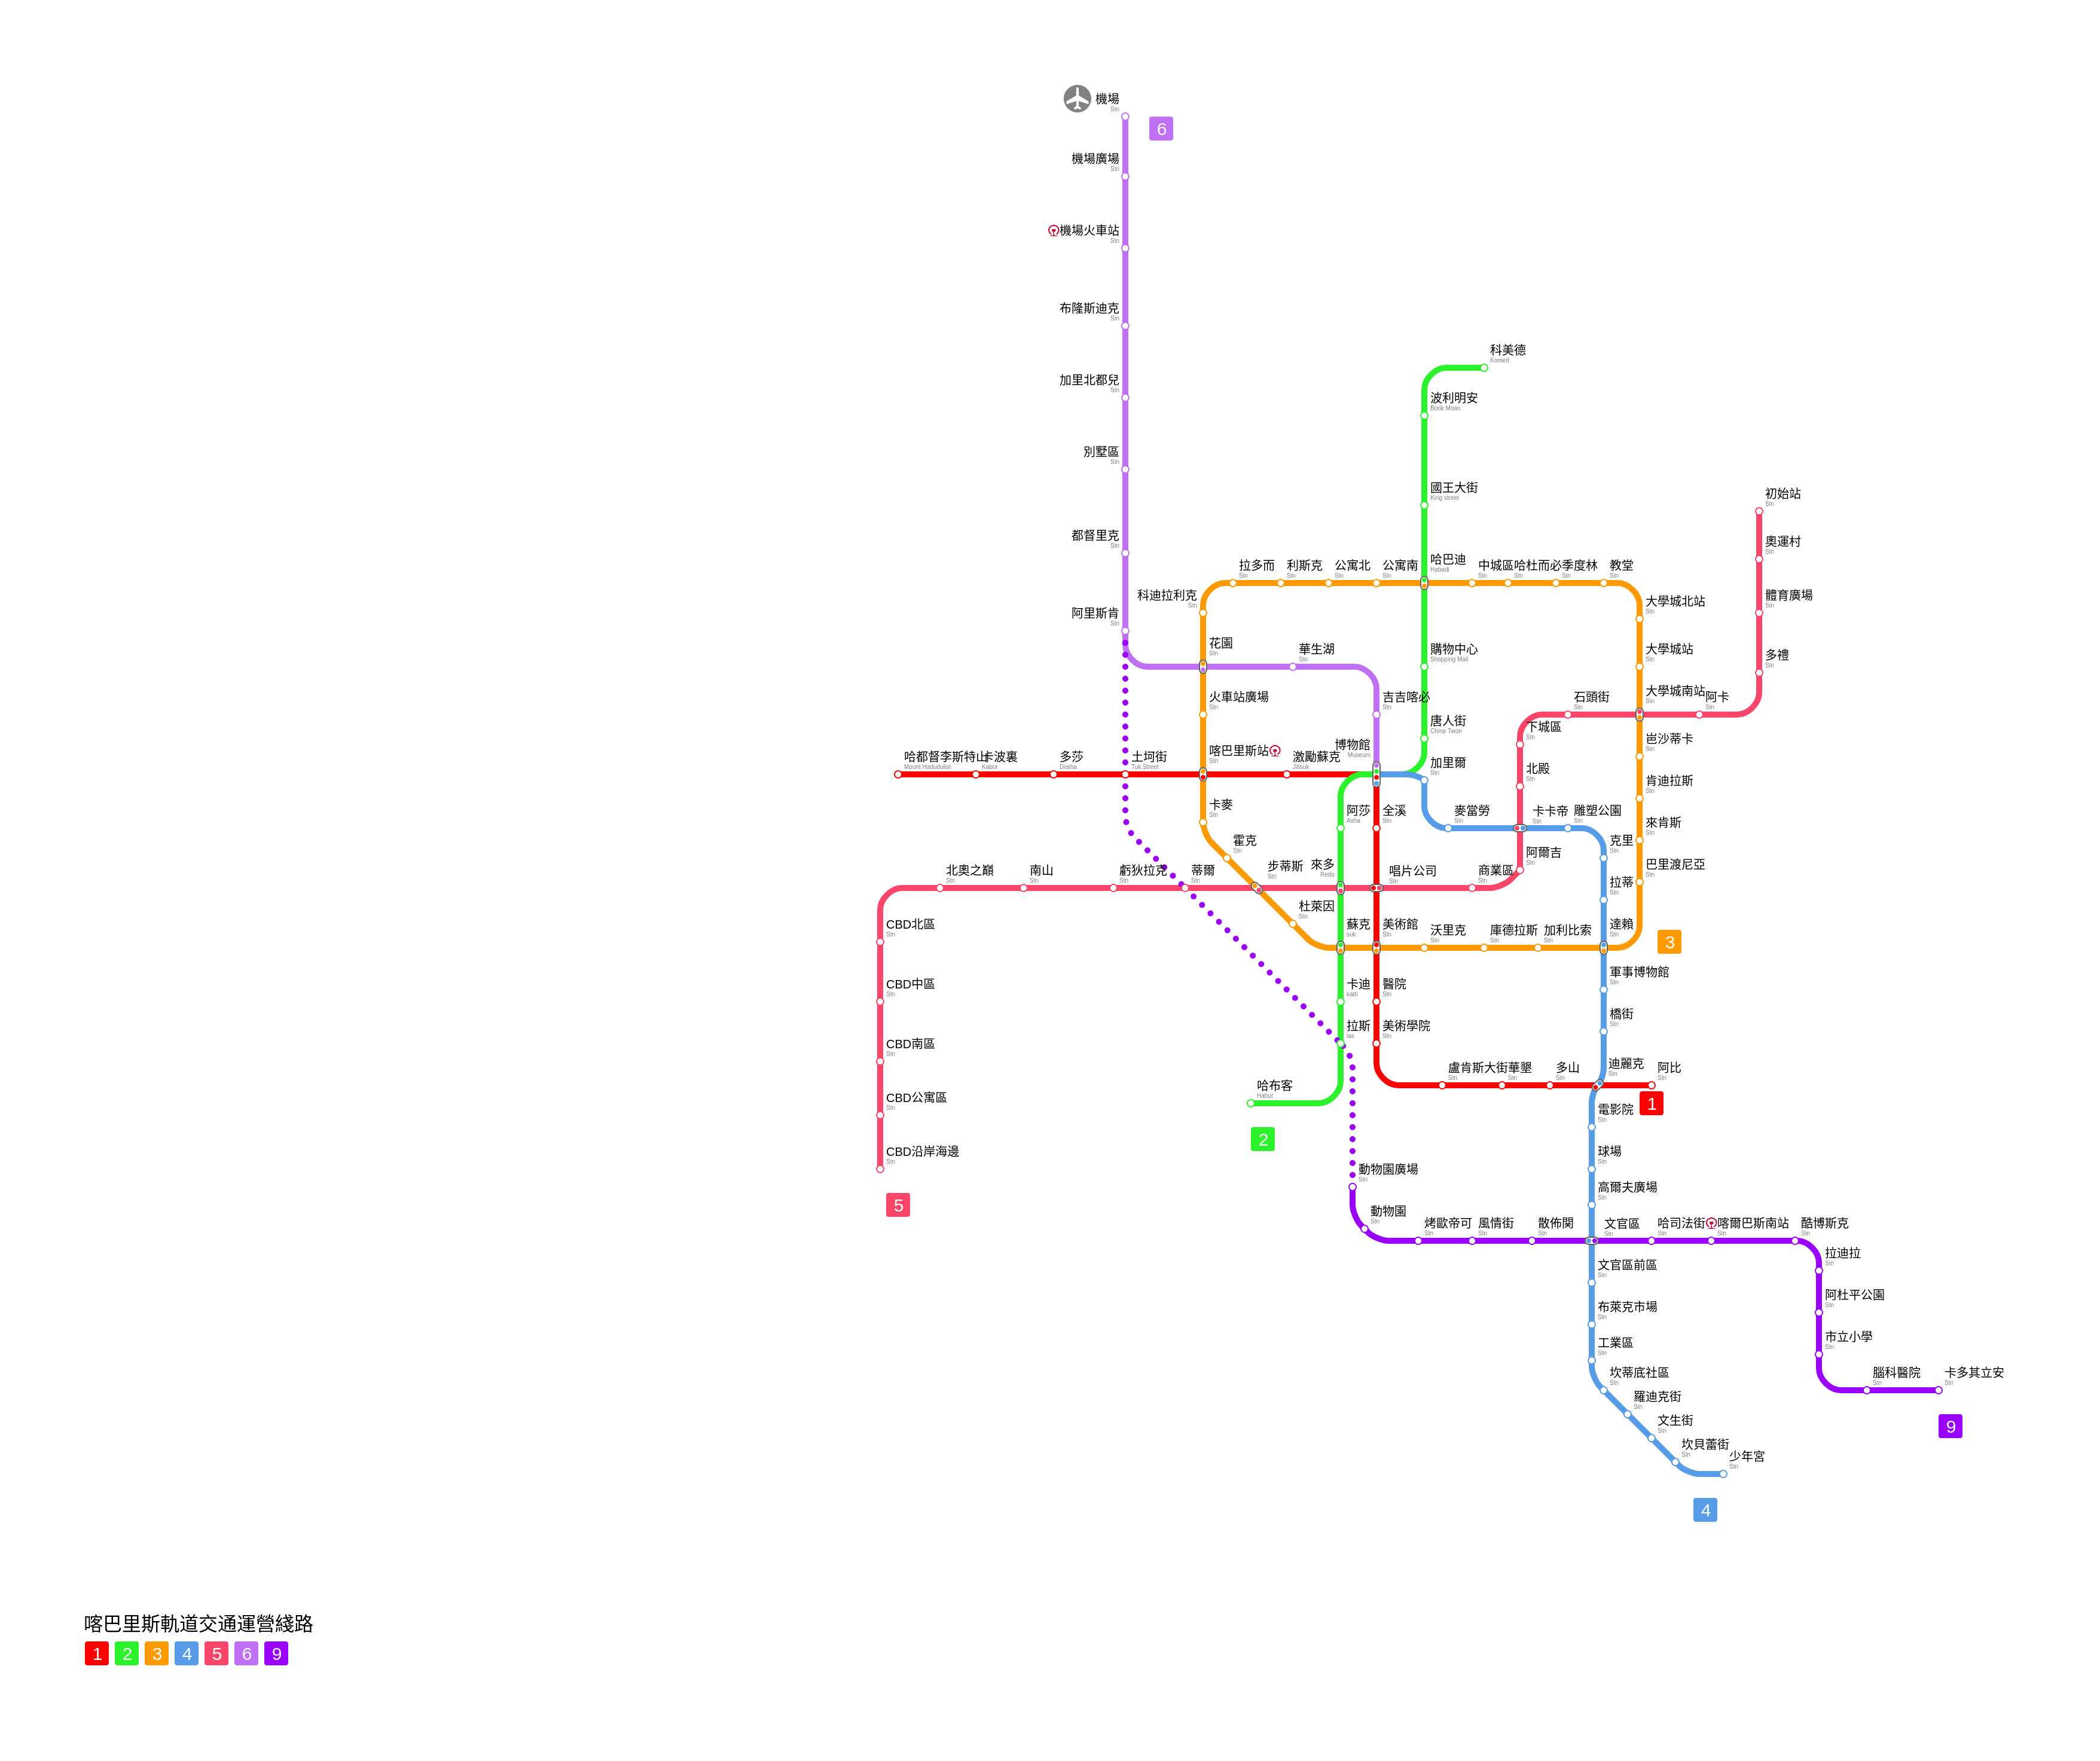 機場
Stn
6
機場廣場
Stn
機場火車站
Stn
布隆斯迪克
Stn
加里北都兒
Stn
別墅區
Stn
都督里克
Stn
阿里斯肯
Stn
科美德
Komed
波利明安
Bonk Moan
國王大街
King street
哈巴迪
Habadi
購物中心
Shopping Mail
唐人街
China Twon
初始站
Stn
奧運村
Stn
體育廣場
Stn
多禮
Stn
拉多而
Stn
利斯克
Stn
公寓北
Stn
公寓南
Stn
中城區
Stn
哈杜而必
Stn
季度林
Stn
教堂
Stn
科迪拉利克
Stn
花園
Stn
華生湖
Stn
火車站廣場
Stn
吉吉喀必
Stn
大學城北站
Stn
大學城站
Stn
大學城南站
Stn
阿卡
Stn
石頭街
Stn
下城區
Stn
北殿
Stn
哈都督李斯特山
Mount Hadudulist
卡波裏
Kabor
多莎
Dosha
土坷街
Tuk Street
喀巴里斯站
Stn
激勵蘇克
Jilisuk
博物館
Museum
加里爾
Stn
岜沙蒂卡
Stn
肯迪拉斯
Stn
來肯斯
Stn
巴里渡尼亞
Stn
卡麥
Stn
霍克
Stn
步蒂斯
Stn
杜萊因
Stn
阿莎
Asha
全溪
Stn
麥當勞
Stn
卡卡帝
Stn
雕塑公園
Stn
克里
Stn
拉蒂
Stn
達賴
Stn
阿爾吉
Stn
商業區
Stn
唱片公司
Stn
來多
Redo
北奧之巔
Stn
南山
Stn
虧狄拉克
Stn
蒂爾
Stn
CBD北區
Stn
CBD中區
Stn
CBD南區
Stn
CBD公寓區
Stn
CBD沿岸海邊
Stn
5
蘇克
suk
美術館
Stn
沃里克
Stn
庫德拉斯
Stn
加利比索
Stn
3
卡迪
katti
醫院
Stn
軍事博物館
Stn
拉斯
las
美術學院
Stn
橋街
Stn
哈布客
Habut
2
盧肯斯大街
Stn
華墾
Stn
多山
Stn
迪麗克
Stn
阿比
Stn
1
電影院
Stn
球場
Stn
高爾夫廣場
Stn
動物園廣場
Stn
動物園
Stn
烤歐帝可
Stn
風情街
Stn
散佈関
Stn
文官區
Stn
哈司法街
Stn
喀爾巴斯南站
Stn
酷博斯克
Stn
拉迪拉
Stn
阿杜平公園
Stn
市立小學
Stn
腦科醫院
Stn
卡多其立安
Stn
9
文官區前區
Stn
布萊克市場
Stn
工業區
Stn
坎蒂底社區
Stn
羅迪克街
Stn
文生街
Stn
坎貝蕾街
Stn
少年宮
Stn
4
喀巴里斯軌道交通運營綫路
1 2 3 4 5 6 9